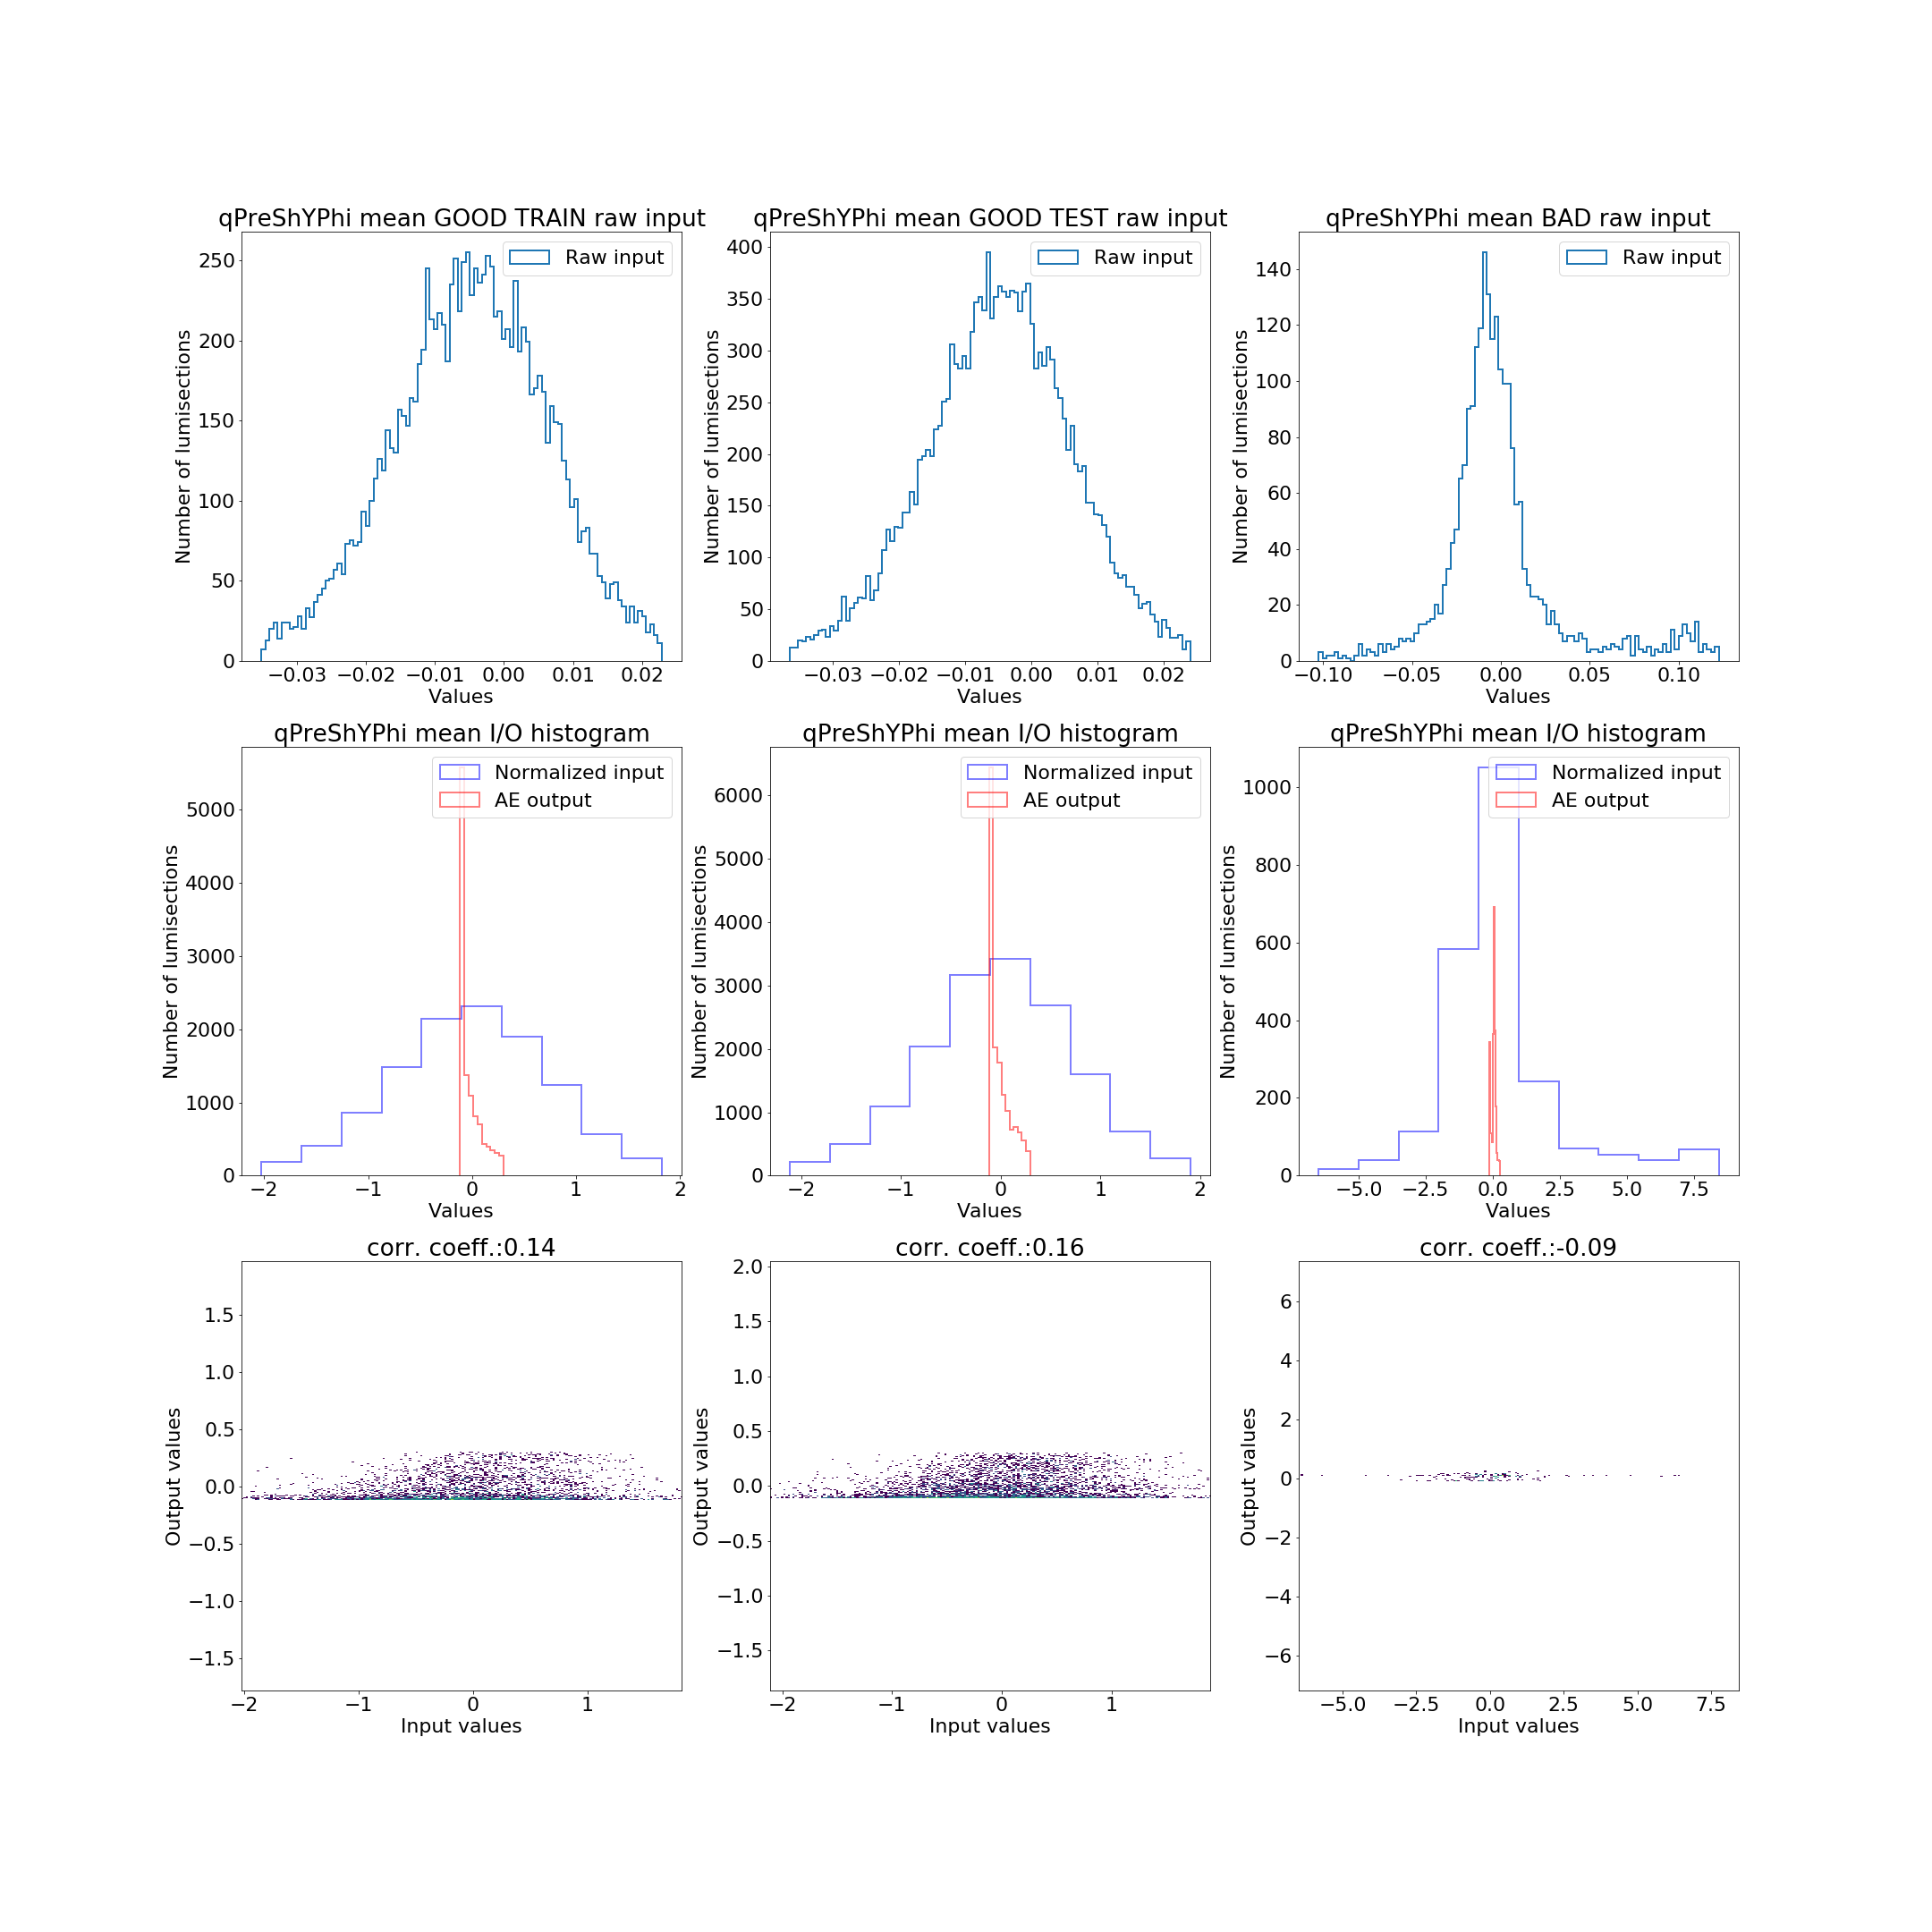 qPreShYPhi mean GOOD TRAIN raw input
Raw input
Number of lumisections
250
200
150
100
50
0
−0.03 −0.02 −0.01 0.00 0.01 0.02
Values
qPreShYPhi mean GOOD TEST raw input
Raw input
Number of lumisections
400
350
300
250
200
150
100
50
0
−0.03 −0.02 −0.01 0.00 0.01 0.02
Values
qPreShYPhi mean BAD raw input
Raw input
Number of lumisections
140
120
100
80
60
40
20
0
−0.10 −0.05 0.00 0.05 0.10
Values
qPreShYPhi mean I/O histogram
Normalized input
AE output
Number of lumisections
5000
4000
3000
2000
1000
0
−2 −1 0 1 2
Values
qPreShYPhi mean I/O histogram
Normalized input
AE output
Number of lumisections
6000
5000
4000
3000
2000
1000
0
−2 −1 0 1 2
Values
qPreShYPhi mean I/O histogram
Normalized input
AE output
Number of lumisections
1000
800
600
400
200
0
−5.0 −2.5 0.0 2.5 5.0 7.5
Values
corr. coeff.:0.14
Output values
1.5
1.0
0.5
0.0
−0.5
−1.0
−1.5
−2 −1 0 1
Input values
corr. coeff.:0.16
Output values
2.0
1.5
1.0
0.5
0.0
−0.5
−1.0
−1.5
−2 −1 0 1
Input values
corr. coeff.:-0.09
Output values
6
4
2
0
−2
−4
−6
−5.0 −2.5 0.0 2.5 5.0 7.5
Input values